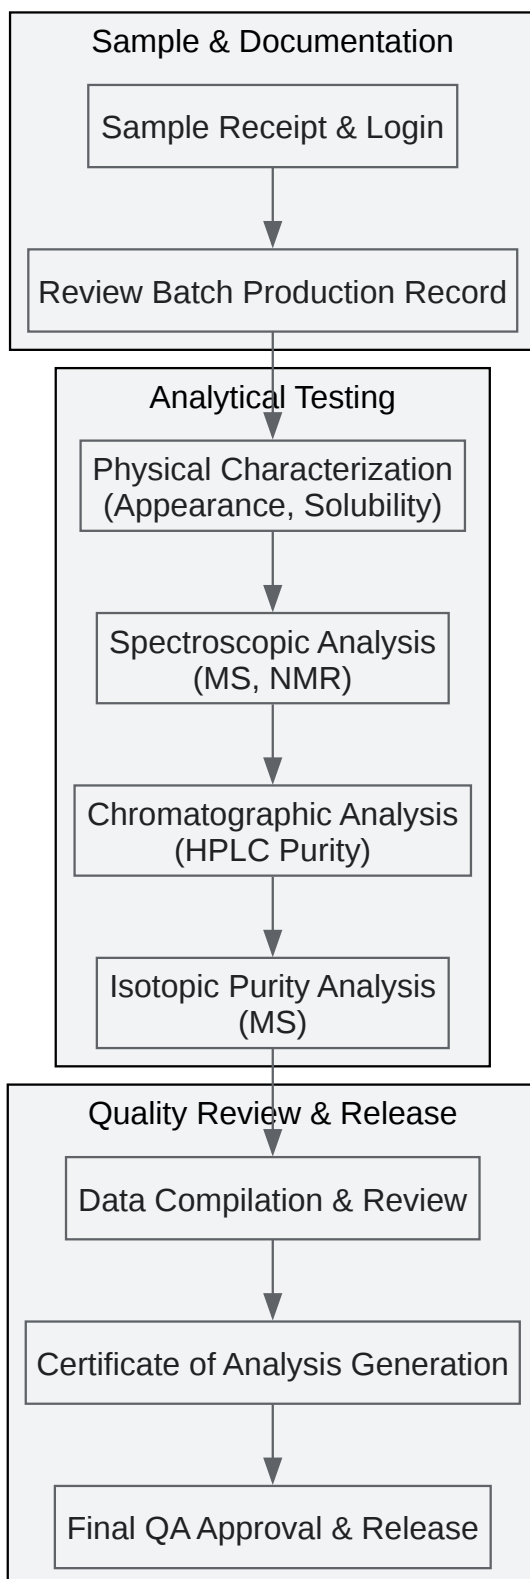 Sample & Documentation
Sample Receipt & Login
Review Batch Production Record
Analytical Testing
Physical Characterization
(Appearance, Solubility)
Spectroscopic Analysis
(MS, NMR)
Chromatographic Analysis
(HPLC Purity)
Isotopic Purity Analysis
(MS)
Quality Review & Release
Data Compilation & Review
Certificate of Analysis Generation
Final QA Approval & Release